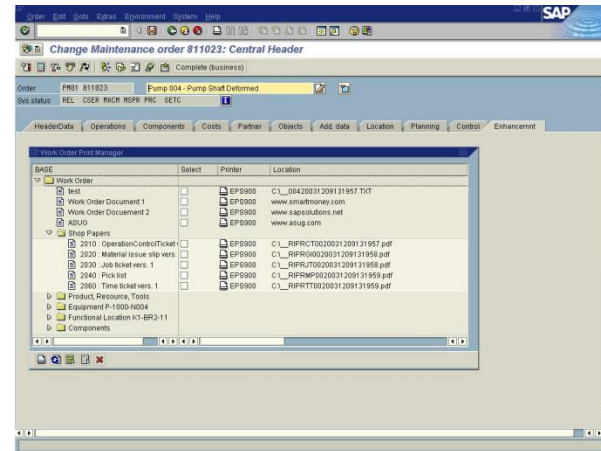 Order Edit Goto Extras Environment System Help
SAP
Change Maintenance order 811023: Central Header
Complete (business)
Order PM01 811023 Pump 004 - Pump Shaft Deformed
Sys.status REL CSER MACM MSPR PRC SETC
HeaderData Operations Components Costs Partner Objects Add. data Location Planning Control Enhancemnt
Work Order Print Manager
BASE Select Printer Location
Work Order
test EPS900 C:\__00420031209131957.TXT
Work Order Document 1 EPS900 www.smartmoney.com
Work Order Docuement 2 EPS900 www.sapsolutions.net
ASUG EPS900 www.asug.com
Shop Papers
2010 : OperationControlTicket EPS900 C:\__RIPRCT0020031209131957.pdf
2020 : Material issue slip vers. EPS900 C:\__RIPRGI0020031209131958.pdf
2030 : Job ticket vers. 1 EPS900 C:\__RIPRJT0020031209131958.pdf
2040 : Pick list EPS900 C:\__RIPRMP0020031209131959.pdf
2060 : Time ticket vers. 1 EPS900 C:\__RIPRTT0020031209131959.pdf
Product, Resource, Tools
Equipment P-1000-N004
Functional Location K1-BR2-11
Components